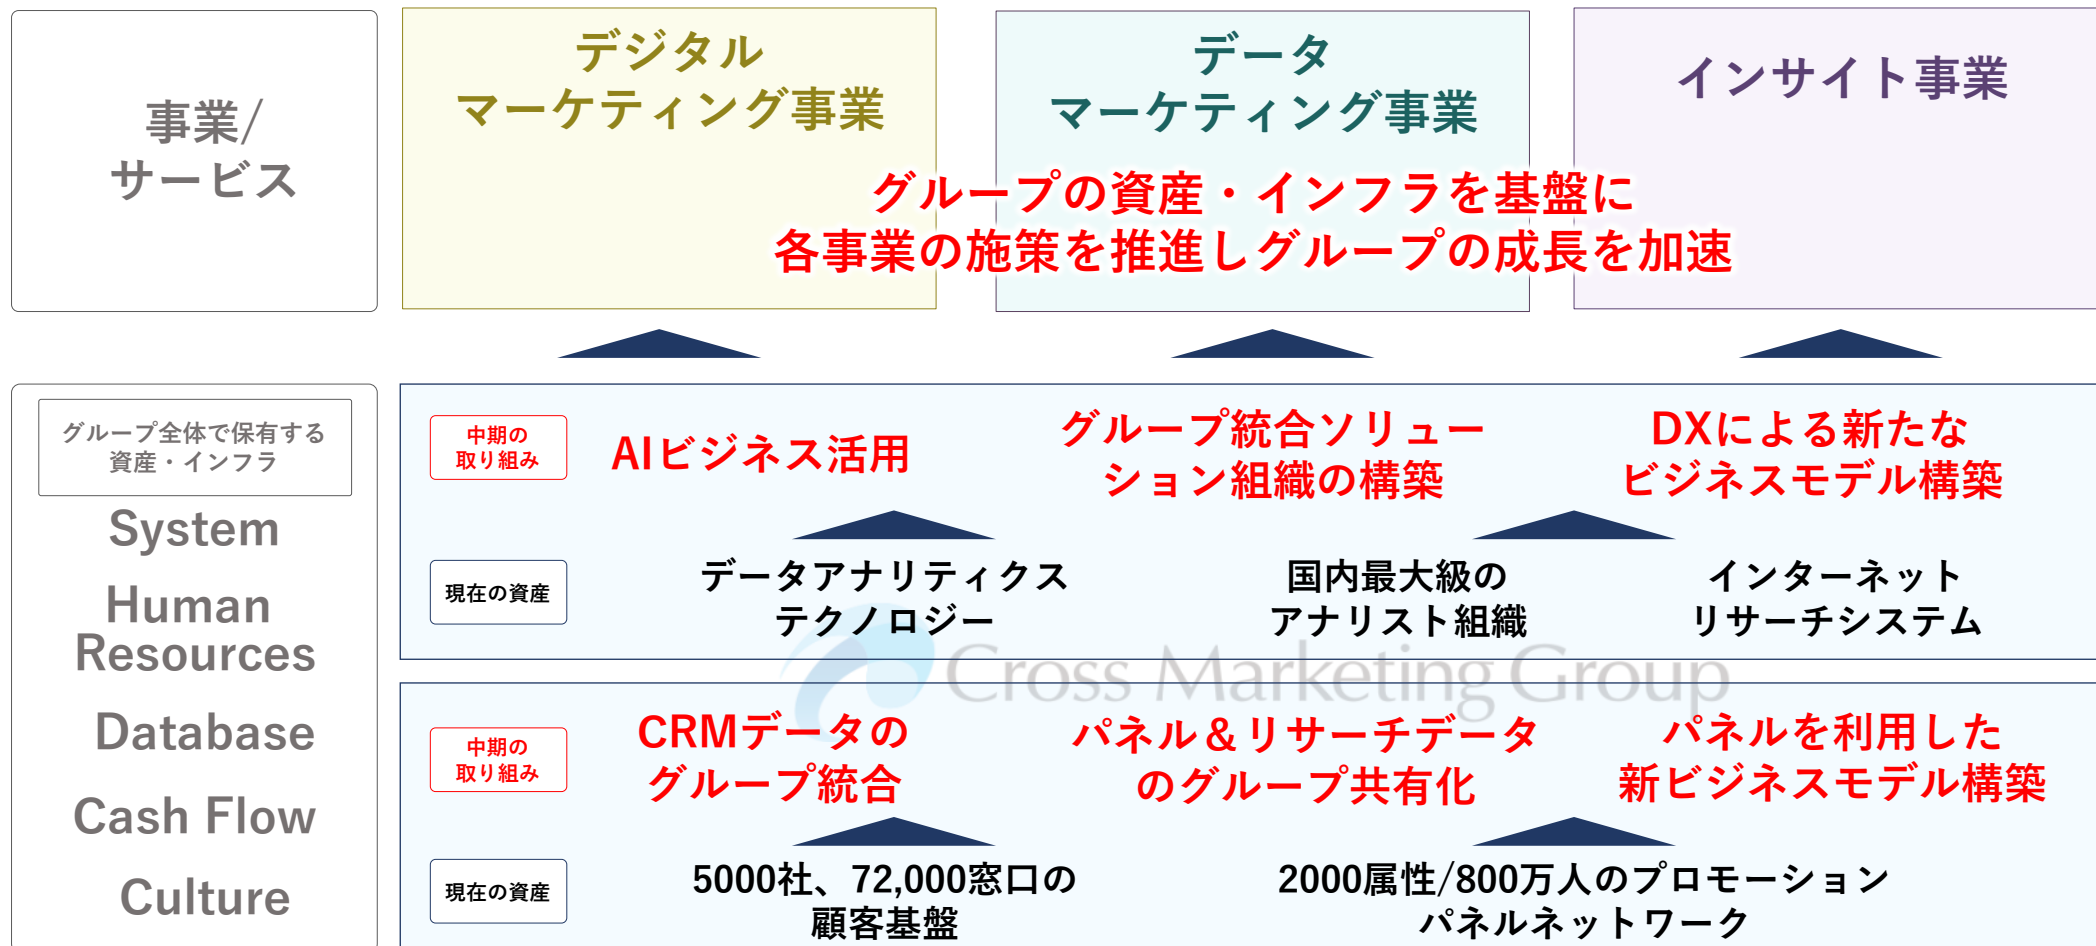 事業/
サービス
デジタル
マーケティング事業
データ
マーケティング事業
インサイト事業
グループの資産・インフラを基盤に
各事業の施策を推進しグループの成長を加速
グループ全体で保有する
資産・インフラ
System
Human
Resources
Database
Cash Flow
Culture
中期の
取り組み
AIビジネス活用
グループ統合ソリュー
ション組織の構築
DXによる新たな
ビジネスモデル構築
現在の資産
データアナリティクス
テクノロジー
国内最大級の
アナリスト組織
インターネット
リサーチシステム
Cross Marketing Group
中期の
取り組み
CRMデータの
グループ統合
パネル＆リサーチデータ
のグループ共有化
パネルを利用した
新ビジネスモデル構築
現在の資産
5000社、72,000窓口の
顧客基盤
2000属性/800万人のプロモーション
パネルネットワーク